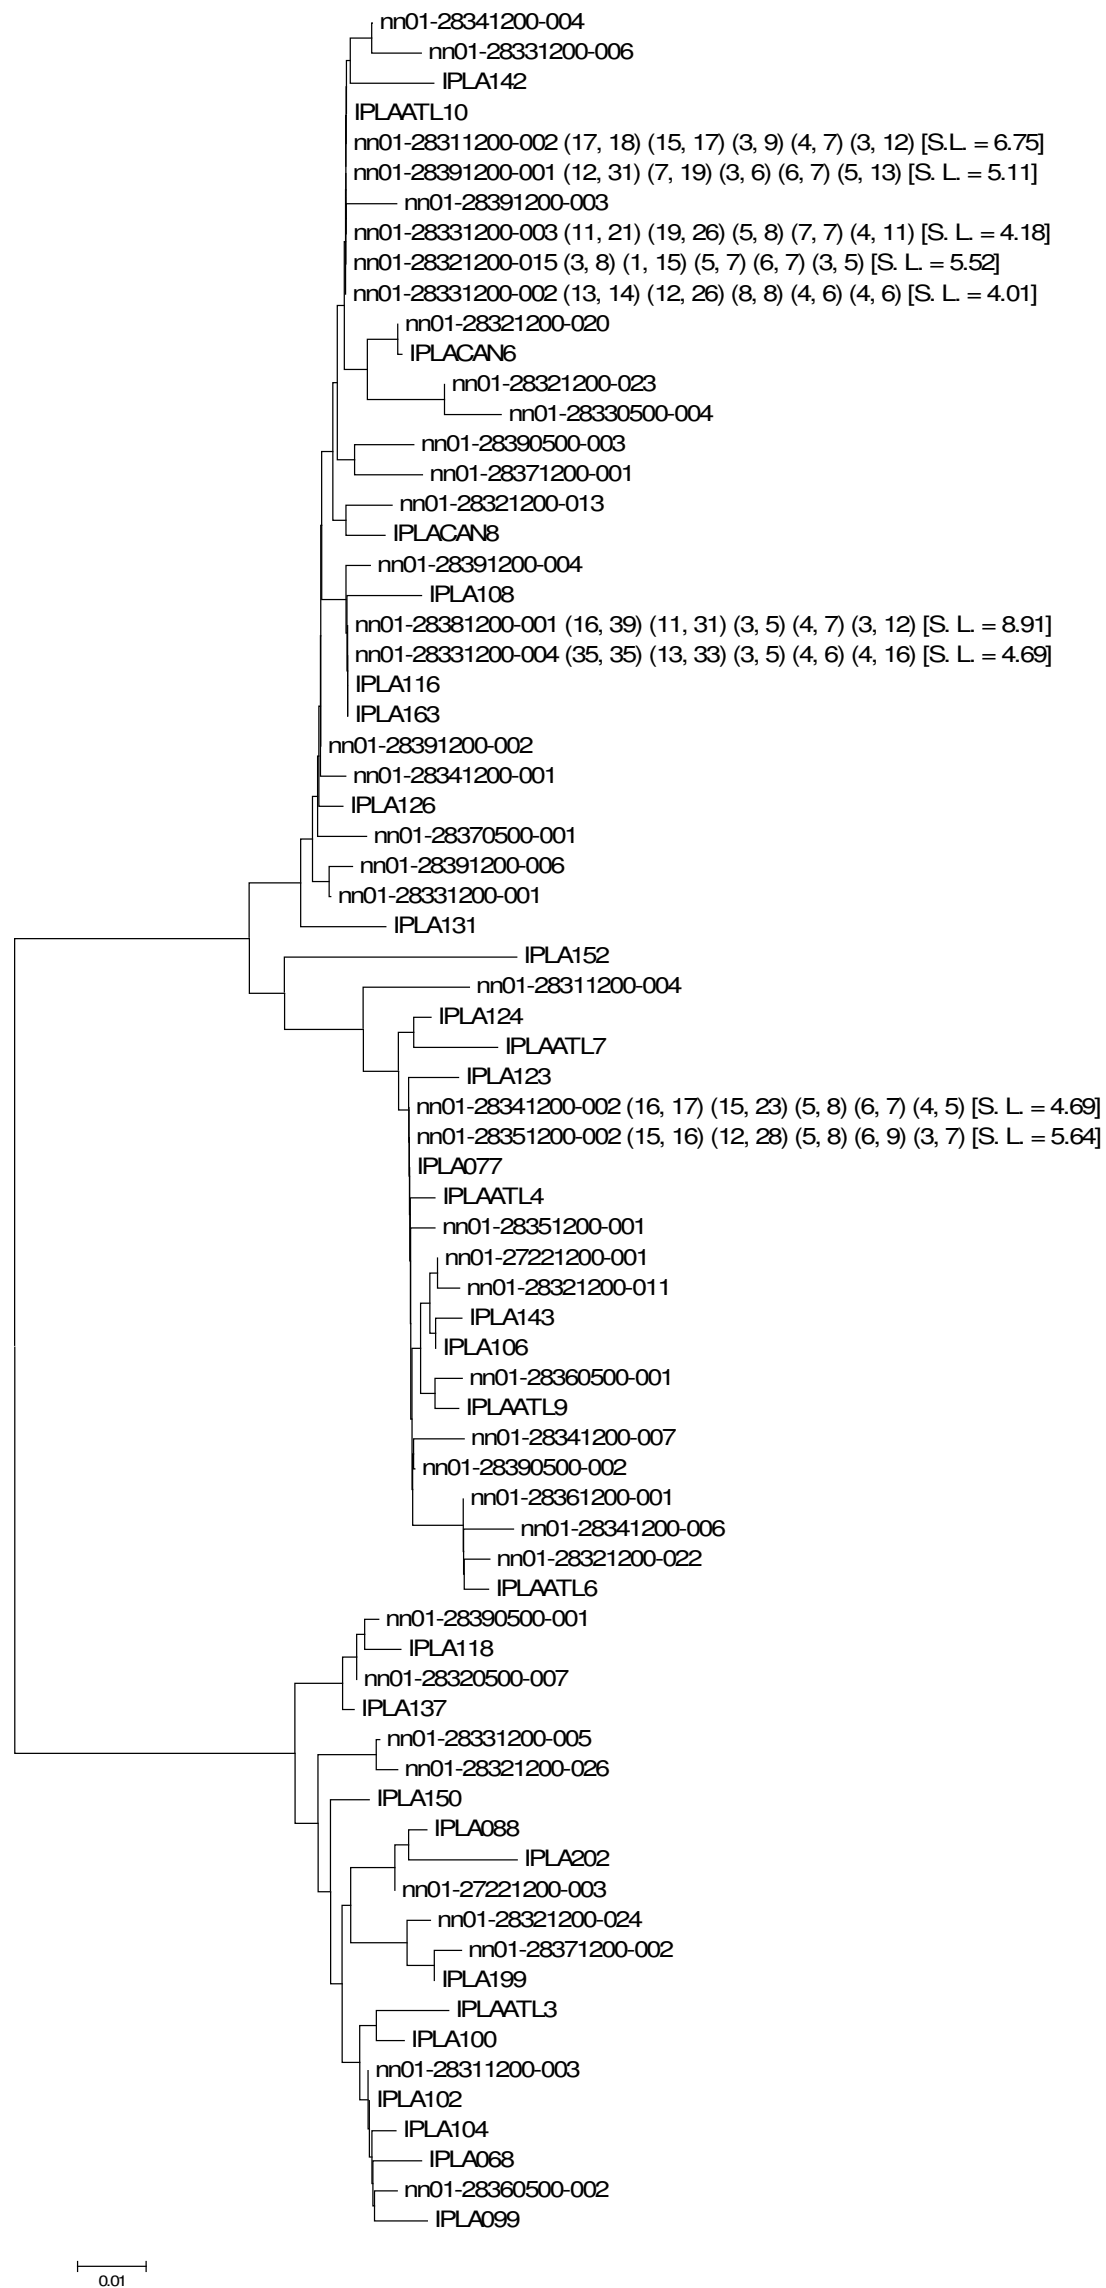 nn01-28341200-004
nn01-28331200-006
IPLA142
IPLAATL10
nn01-28311200-002 (17, 18) (15, 17) (3, 9) (4, 7) (3, 12) [S.L. = 6.75]
nn01-28391200-001 (12, 31) (7, 19) (3, 6) (6, 7) (5, 13) [S. L. = 5.11]
nn01-28391200-003
nn01-28331200-003 (11, 21) (19, 26) (5, 8) (7, 7) (4, 11) [S. L. = 4.18]
nn01-28321200-015 (3, 8) (1, 15) (5, 7) (6, 7) (3, 5) [S. L. = 5.52]
nn01-28331200-002 (13, 14) (12, 26) (8, 8) (4, 6) (4, 6) [S. L. = 4.01]
nn01-28321200-020
IPLACAN6
nn01-28321200-023
nn01-28330500-004
nn01-28390500-003
nn01-28371200-001
nn01-28321200-013
IPLACAN8
nn01-28391200-004
IPLA108
nn01-28381200-001 (16, 39) (11, 31) (3, 5) (4, 7) (3, 12) [S. L. = 8.91]
nn01-28331200-004 (35, 35) (13, 33) (3, 5) (4, 6) (4, 16) [S. L. = 4.69]
IPLA116
IPLA163
nn01-28391200-002
nn01-28341200-001
IPLA126
nn01-28370500-001
nn01-28391200-006
nn01-28331200-001
IPLA131
IPLA152
nn01-28311200-004
IPLA124
IPLAATL7
IPLA123
nn01-28341200-002 (16, 17) (15, 23) (5, 8) (6, 7) (4, 5) [S. L. = 4.69]
nn01-28351200-002 (15, 16) (12, 28) (5, 8) (6, 9) (3, 7) [S. L. = 5.64]
IPLA077
IPLAATL4
nn01-28351200-001
nn01-27221200-001
nn01-28321200-011
IPLA143
IPLA106
nn01-28360500-001
IPLAATL9
nn01-28341200-007
nn01-28390500-002
nn01-28361200-001
nn01-28341200-006
nn01-28321200-022
IPLAATL6
nn01-28390500-001
IPLA118
nn01-28320500-007
IPLA137
nn01-28331200-005
nn01-28321200-026
IPLA150
IPLA088
IPLA202
nn01-27221200-003
nn01-28321200-024
nn01-28371200-002
IPLA199
IPLAATL3
IPLA100
nn01-28311200-003
IPLA102
IPLA104
IPLA068
nn01-28360500-002
IPLA099
0.01